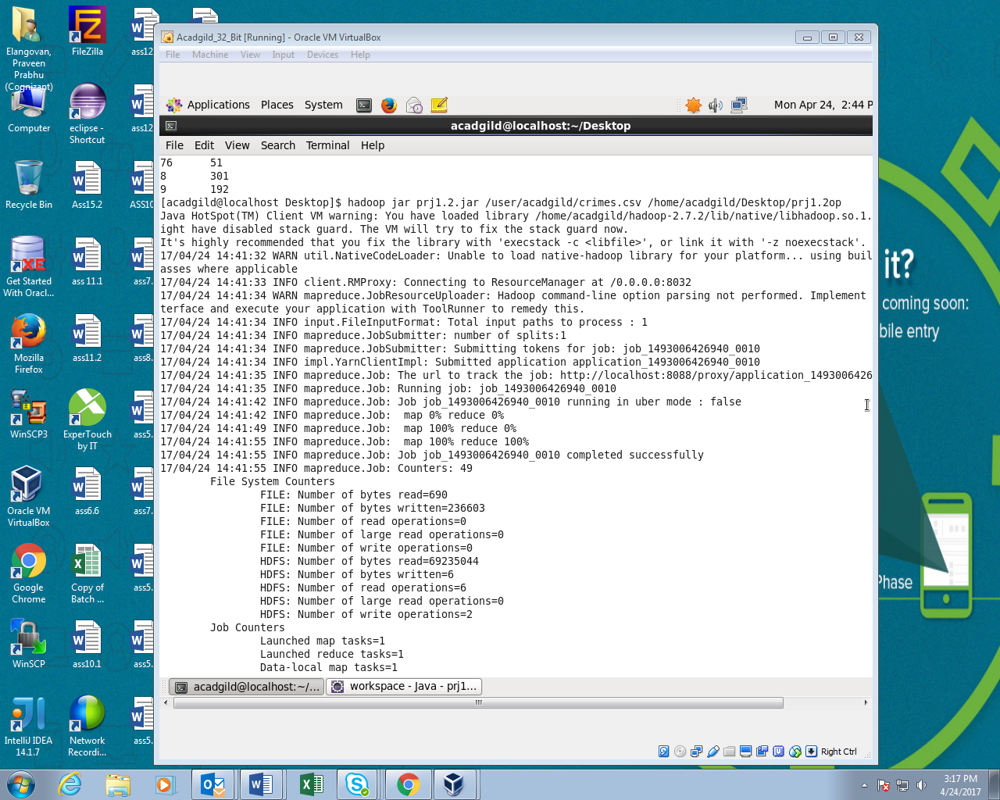 Acadgild_32_Bit [Running] - Oracle VM VirtualBox
File Machine View Input Devices Help
Applications Places System
Mon Apr 24, 2:44 P
acadgild@localhost:~/Desktop
File Edit View Search Terminal Help
76 51
8 301
9 192
[acadgild@localhost Desktop]$ hadoop jar prj1.2.jar /user/acadgild/crimes.csv /home/acadgild/Desktop/prj1.2op
Java HotSpot(TM) Client VM warning: You have loaded library /home/acadgild/hadoop-2.7.2/lib/native/libhadoop.so.1.
ight have disabled stack guard. The VM will try to fix the stack guard now.
It's highly recommended that you fix the library with 'execstack -c <libfile>', or link it with '-z noexecstack'.
17/04/24 14:41:32 WARN util.NativeCodeLoader: Unable to load native-hadoop library for your platform... using buil
asses where applicable
17/04/24 14:41:33 INFO client.RMProxy: Connecting to ResourceManager at /0.0.0.0:8032
17/04/24 14:41:34 WARN mapreduce.JobResourceUploader: Hadoop command-line option parsing not performed. Implement
terface and execute your application with ToolRunner to remedy this.
17/04/24 14:41:34 INFO input.FileInputFormat: Total input paths to process : 1
17/04/24 14:41:34 INFO mapreduce.JobSubmitter: number of splits:1
17/04/24 14:41:34 INFO mapreduce.JobSubmitter: Submitting tokens for job: job_1493006426940_0010
17/04/24 14:41:34 INFO impl.YarnClientImpl: Submitted application application_1493006426940_0010
17/04/24 14:41:35 INFO mapreduce.Job: The url to track the job: http://localhost:8088/proxy/application_1493006426
17/04/24 14:41:35 INFO mapreduce.Job: Running job: job_1493006426940_0010
17/04/24 14:41:42 INFO mapreduce.Job: Job job_1493006426940_0010 running in uber mode : false
17/04/24 14:41:42 INFO mapreduce.Job:  map 0% reduce 0%
17/04/24 14:41:49 INFO mapreduce.Job:  map 100% reduce 0%
17/04/24 14:41:55 INFO mapreduce.Job:  map 100% reduce 100%
17/04/24 14:41:55 INFO mapreduce.Job: Job job_1493006426940_0010 completed successfully
17/04/24 14:41:55 INFO mapreduce.Job: Counters: 49
File System Counters
FILE: Number of bytes read=690
FILE: Number of bytes written=236603
FILE: Number of read operations=0
FILE: Number of large read operations=0
FILE: Number of write operations=0
HDFS: Number of bytes read=69235044
HDFS: Number of bytes written=6
HDFS: Number of read operations=6
HDFS: Number of large read operations=0
HDFS: Number of write operations=2
Job Counters
Launched map tasks=1
Launched reduce tasks=1
Data-local map tasks=1
acadgild@localhost:~/...
workspace - Java - prj1...
Right Ctrl
Elangovan,
Praveen
Prabhu
(Cognizant)
FileZilla
ass12
Computer
eclipse -
Shortcut
ass12
Recycle Bin
Ass15.2
ASS10
Get Started
With Oracl...
ass 11.1
ass7.
Mozilla
Firefox
ass11.2
ass8.
WinSCP3
ExperTouch
by IT
ass5.
Oracle VM
VirtualBox
ass6.6
ass7.
Google
Chrome
Copy of
Batch ...
ass5.
WinSCP
ass10.1
ass5.
IntelliJ IDEA
14.1.7
Network
Recordi...
ass5.
it?
coming soon:
bile entry
Phase
3:17 PM
4/24/2017